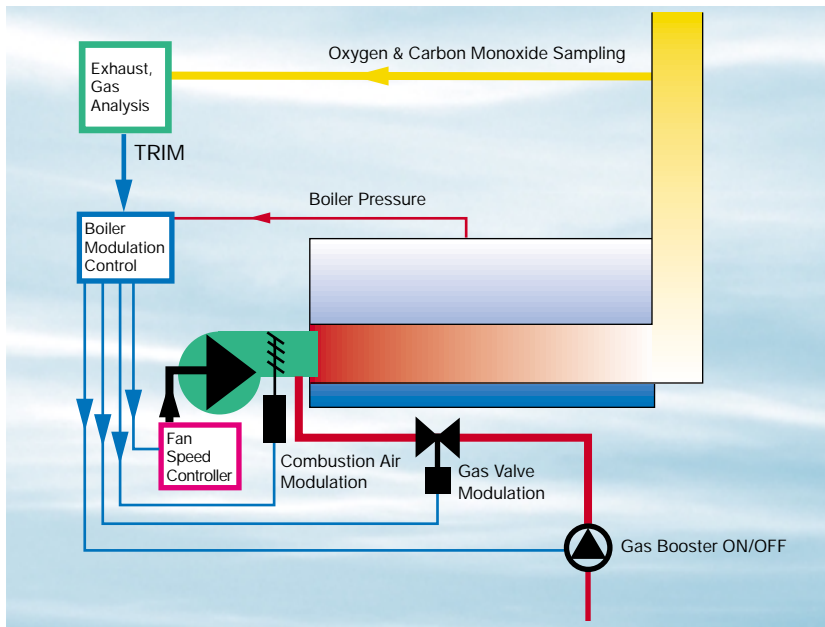 Oxygen & Carbon Monoxide Sampling
Exhaust,
Gas
Analysis
TRIM
Boiler Pressure
Boiler
Modulation
Control
Fan
Speed
Controller
Combustion Air
Modulation
Gas Valve
Modulation
Gas Booster ON/OFF